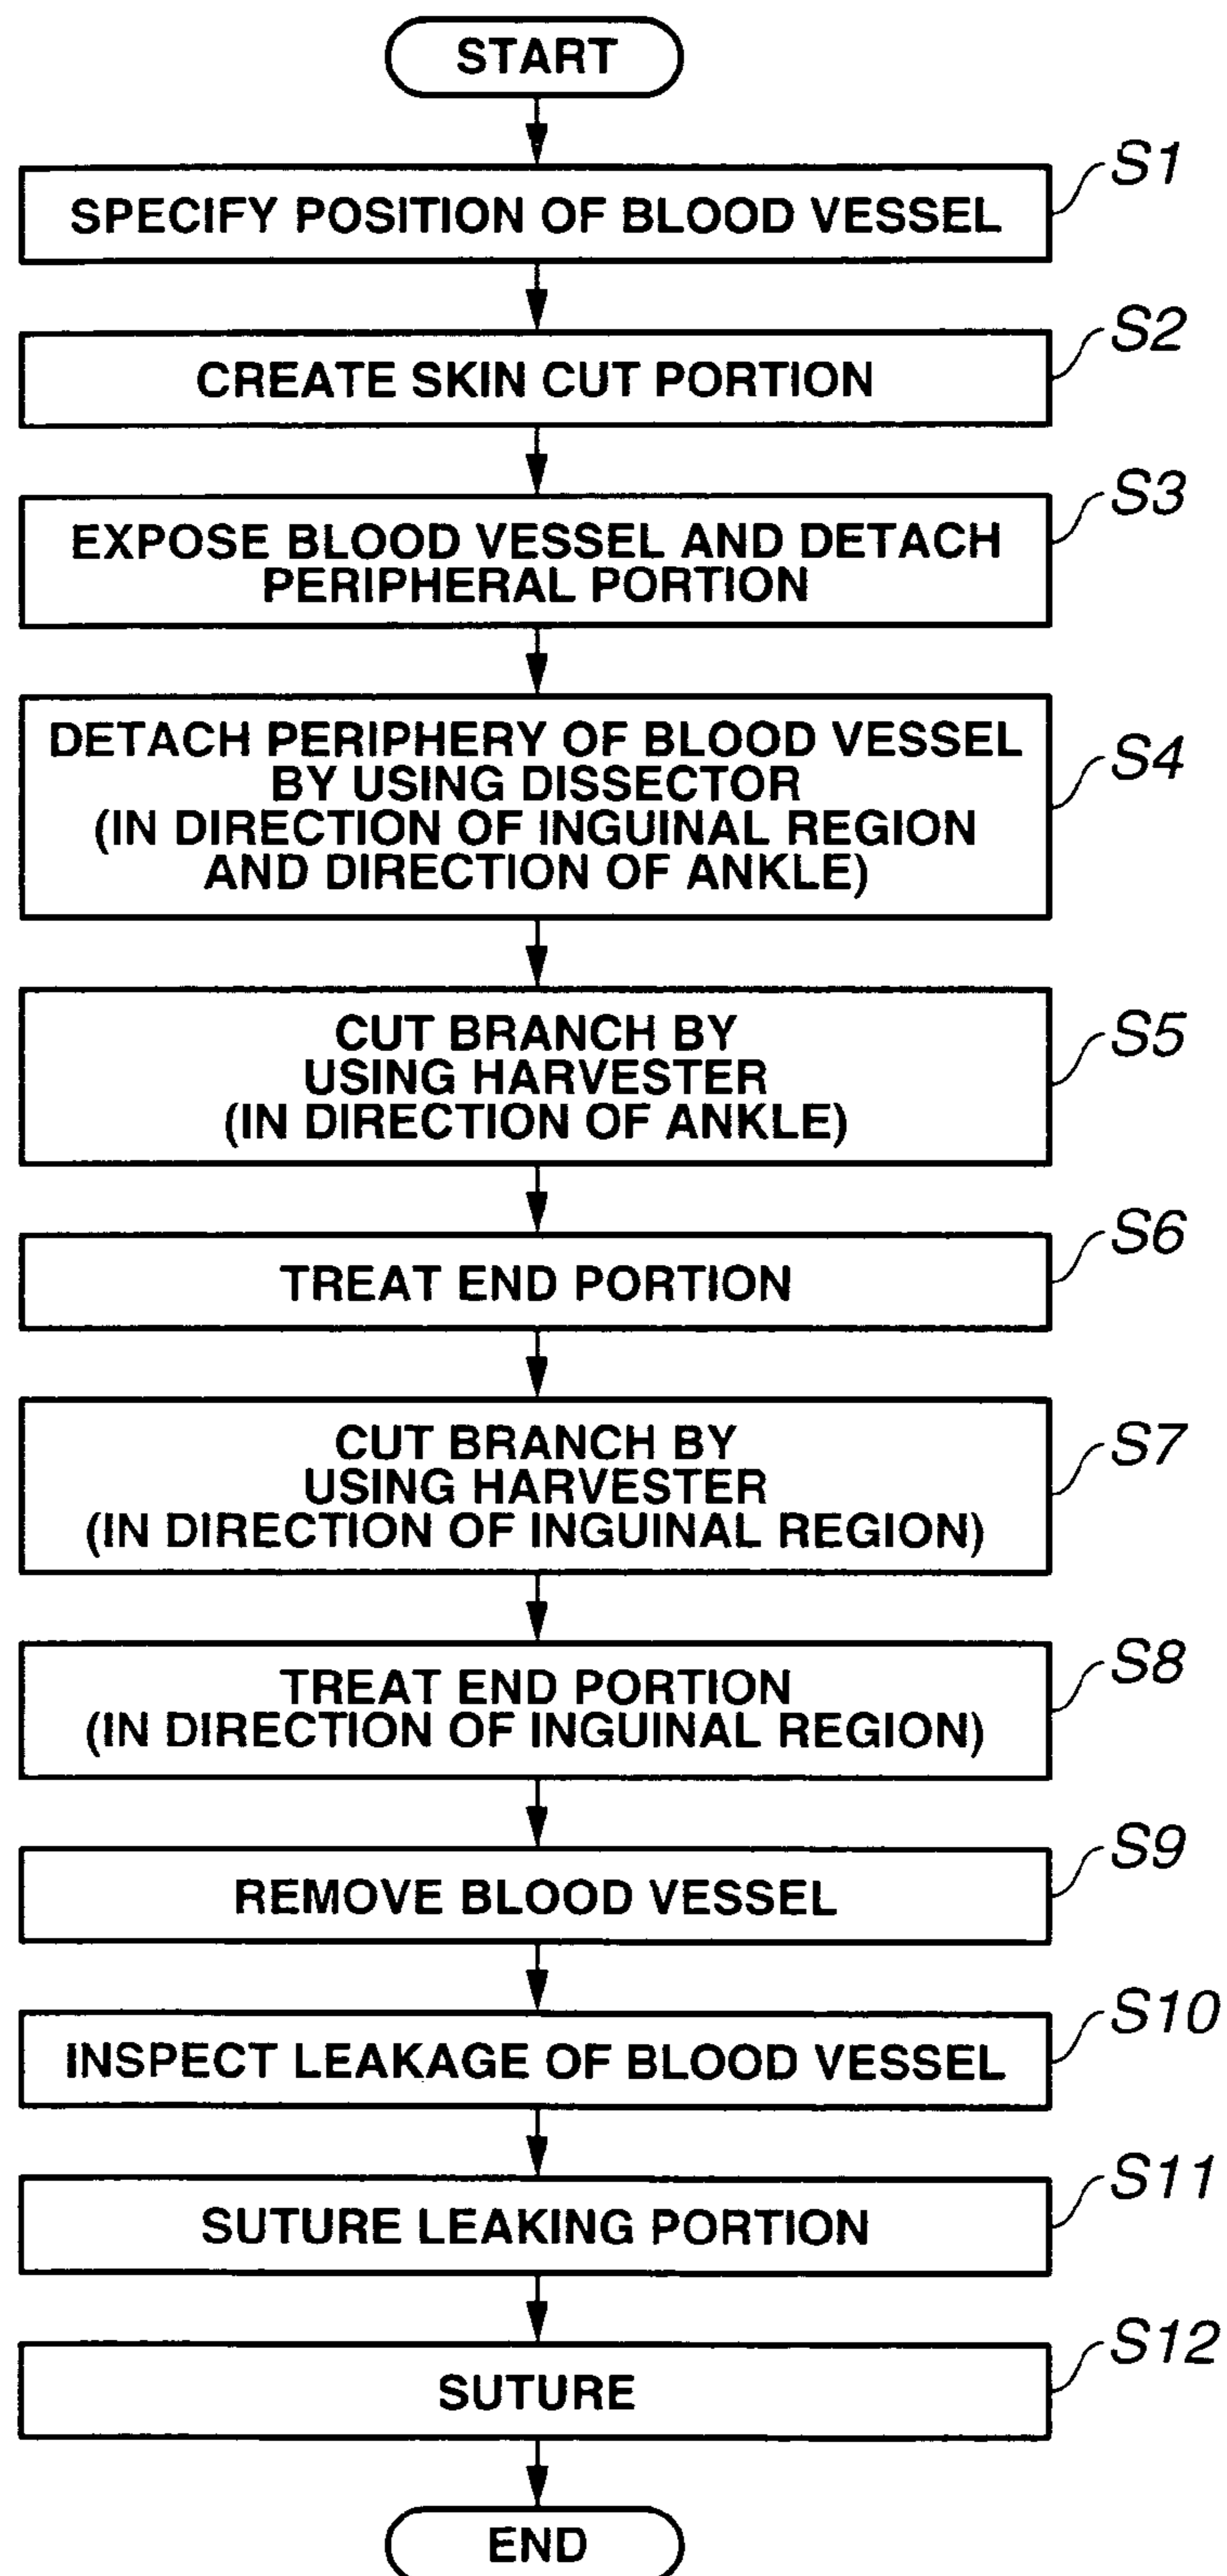 START
S1
SPECIFY POSITION OF BLOOD VESSEL
S2
CREATE SKIN CUT PORTION
S3
EXPOSE BLOOD VESSEL AND DETACH
PERIPHERAL PORTION
S4
DETACH PERIPHERY OF BLOOD VESSEL
BY USING DISSECTOR
(IN DIRECTION OF INGUINAL REGION
AND DIRECTION OF ANKLE)
S5
CUT BRANCH BY
USING HARVESTER
(IN DIRECTION OF ANKLE)
S6
TREAT END PORTION
S7
CUT BRANCH BY
USING HARVESTER
(IN DIRECTION OF INGUINAL REGION)
S8
TREAT END PORTION
(IN DIRECTION OF INGUINAL REGION)
S9
REMOVE BLOOD VESSEL
S10
INSPECT LEAKAGE OF BLOOD VESSEL
S11
SUTURE LEAKING PORTION
S12
SUTURE
END